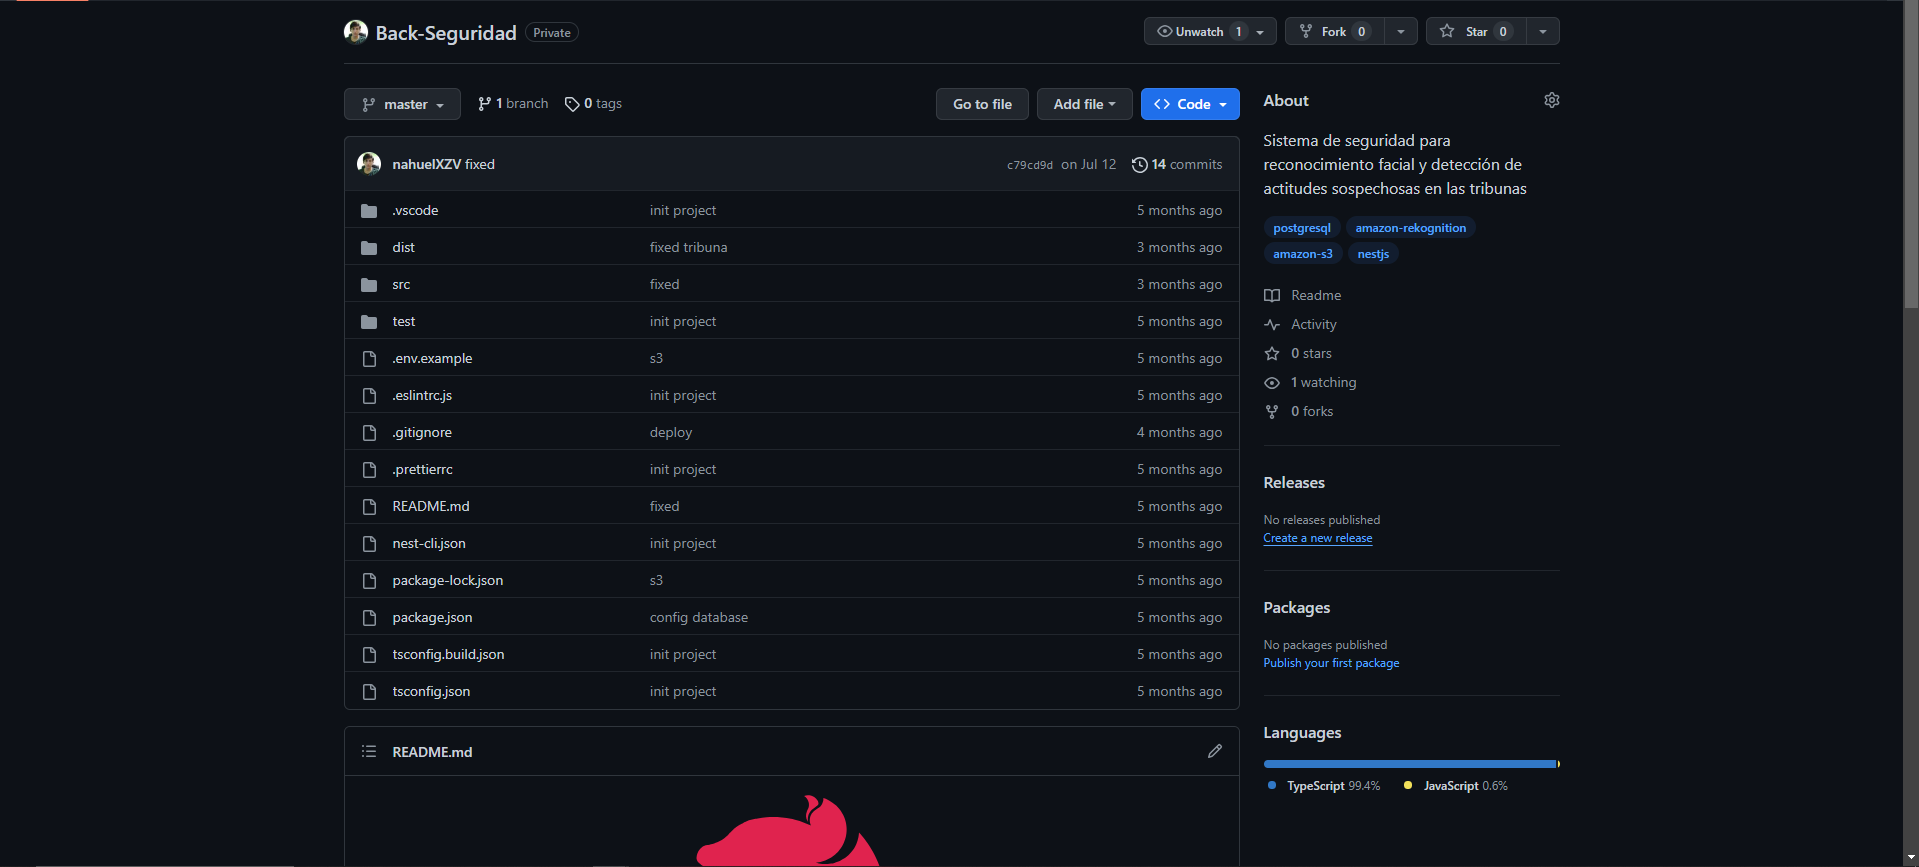 Back-Seguridad Private Unwatch 1 Fork 0 Star 0
master 1 branch 0 tags Go to file Add file Code
nahuelXZV fixed c79cd9d on Jul 12 14 commits
.vscode init project 5 months ago
dist fixed tribuna 3 months ago
src fixed 3 months ago
test init project 5 months ago
.env.example s3 5 months ago
.eslintrc.js init project 5 months ago
.gitignore deploy 4 months ago
.prettierrc init project 5 months ago
README.md fixed 5 months ago
nest-cli.json init project 5 months ago
package-lock.json s3 5 months ago
package.json config database 5 months ago
tsconfig.build.json init project 5 months ago
tsconfig.json init project 5 months ago
README.md
About
Sistema de seguridad para
reconocimiento facial y detección de
actitudes sospechosas en las tribunas
postgresql amazon-rekognition
amazon-s3 nestjs
Readme
Activity
0 stars
1 watching
0 forks
Releases
No releases published
Create a new release
Packages
No packages published
Publish your first package
Languages
TypeScript 99.4% JavaScript 0.6%